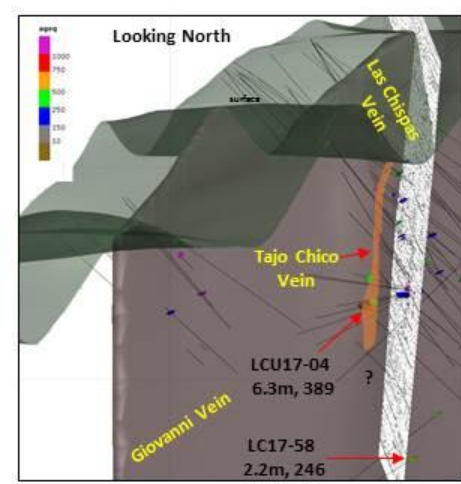 ageq
Looking North
1000
750
500
250
150
10
surface
Las Chispas
Vein
Tajo Chico
Vein
LCU17-04
6.3m, 389
?
Giovanni Vein
LC17-58
2.2m, 246